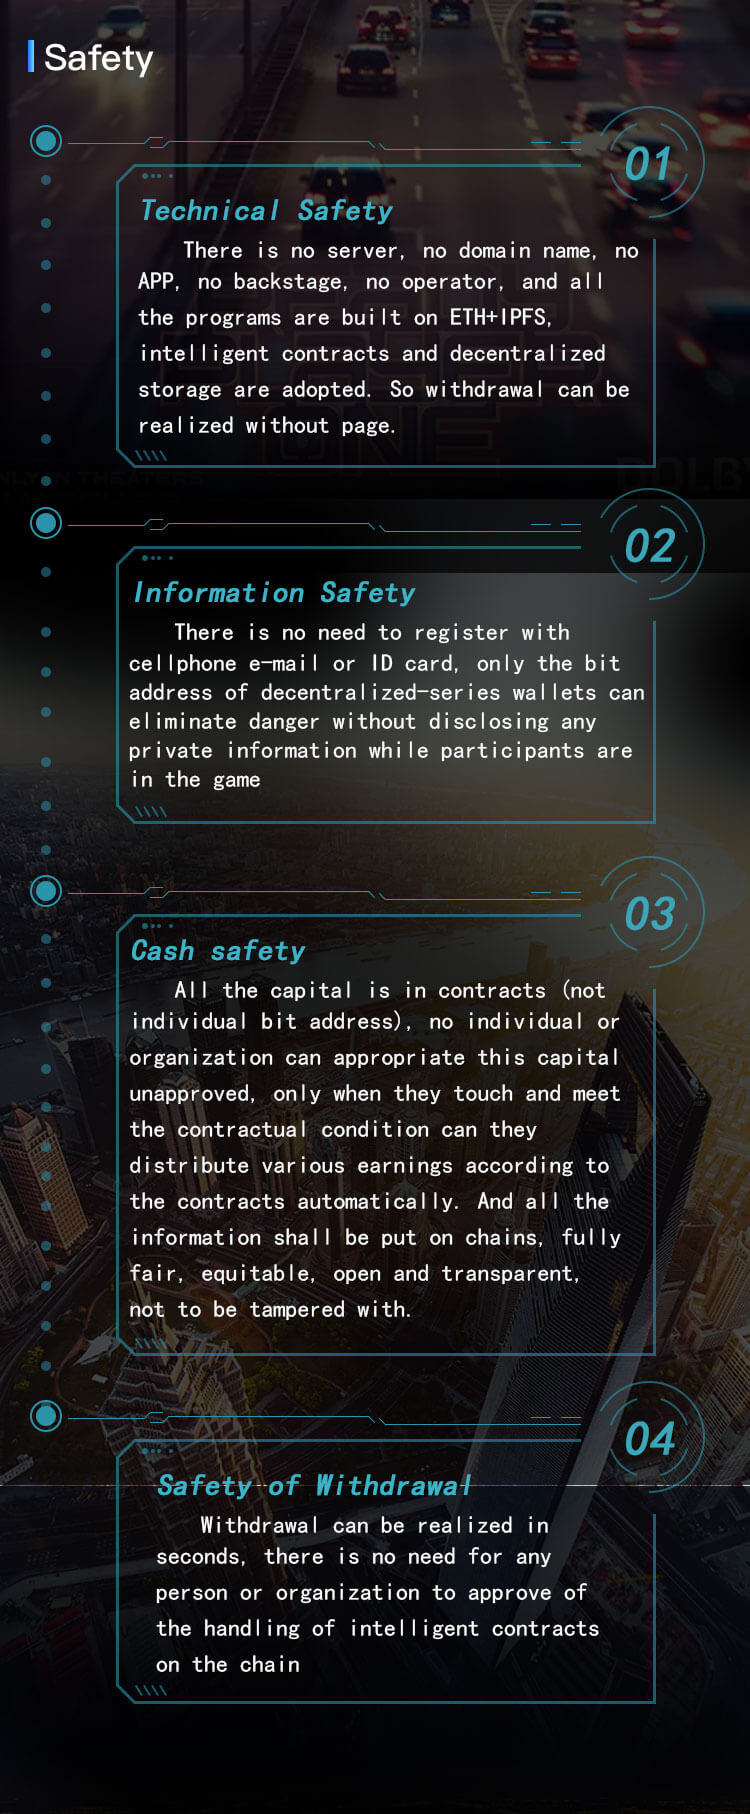 Safety
01
Technical Safety
There is no server, no domain name, no
APP, no backstage, no operator, and all
the programs are built on ETH+IPFS,
intelligent contracts and decentralized
storage are adopted. So withdrawal can be
realized without page.
PLAYER
ONE
ONLY IN THEATERS
DOLBY
02
Information Safety
There is no need to register with
cellphone e-mail or ID card, only the bit
address of decentralized-series wallets can
eliminate danger without disclosing any
private information while participants are
in the game
03
Cash safety
All the capital is in contracts (not
individual bit address), no individual or
organization can appropriate this capital
unapproved, only when they touch and meet
the contractual condition can they
distribute various earnings according to
the contracts automatically. And all the
information shall be put on chains, fully
fair, equitable, open and transparent,
not to be tampered with.
04
Safety of Withdrawal
Withdrawal can be realized in
seconds, there is no need for any
person or organization to approve of
the handling of intelligent contracts
on the chain